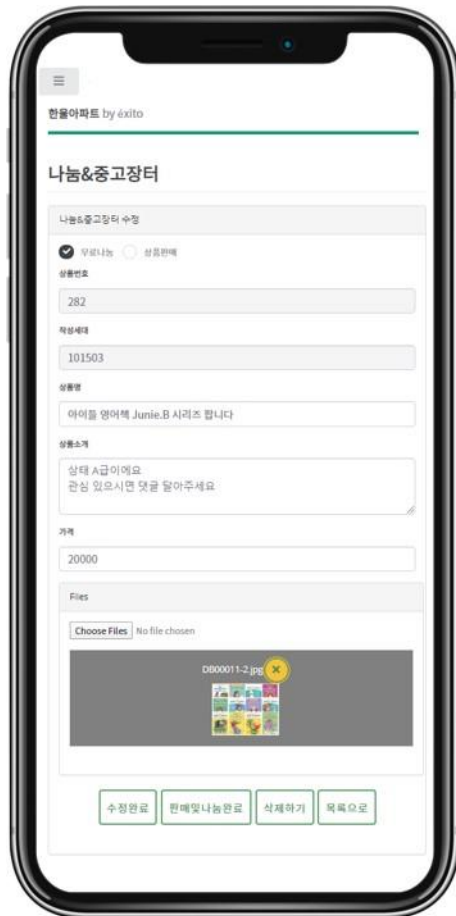 한울아파트 by éxito
나눔&중고장터
나눔&중고장터 수정
무료나눔 상품판매
상품번호
282
작성세대
101503
상품명
아이들 영어책 Junie.B 시리즈 팝니다
상품소개
상태 A급이에요
관심 있으시면 댓글 달아주세요
가격
20000
Files
Choose Files No file chosen
DB00011-2.jpg
수정완료 판매및나눔완료 삭제하기 목록으로